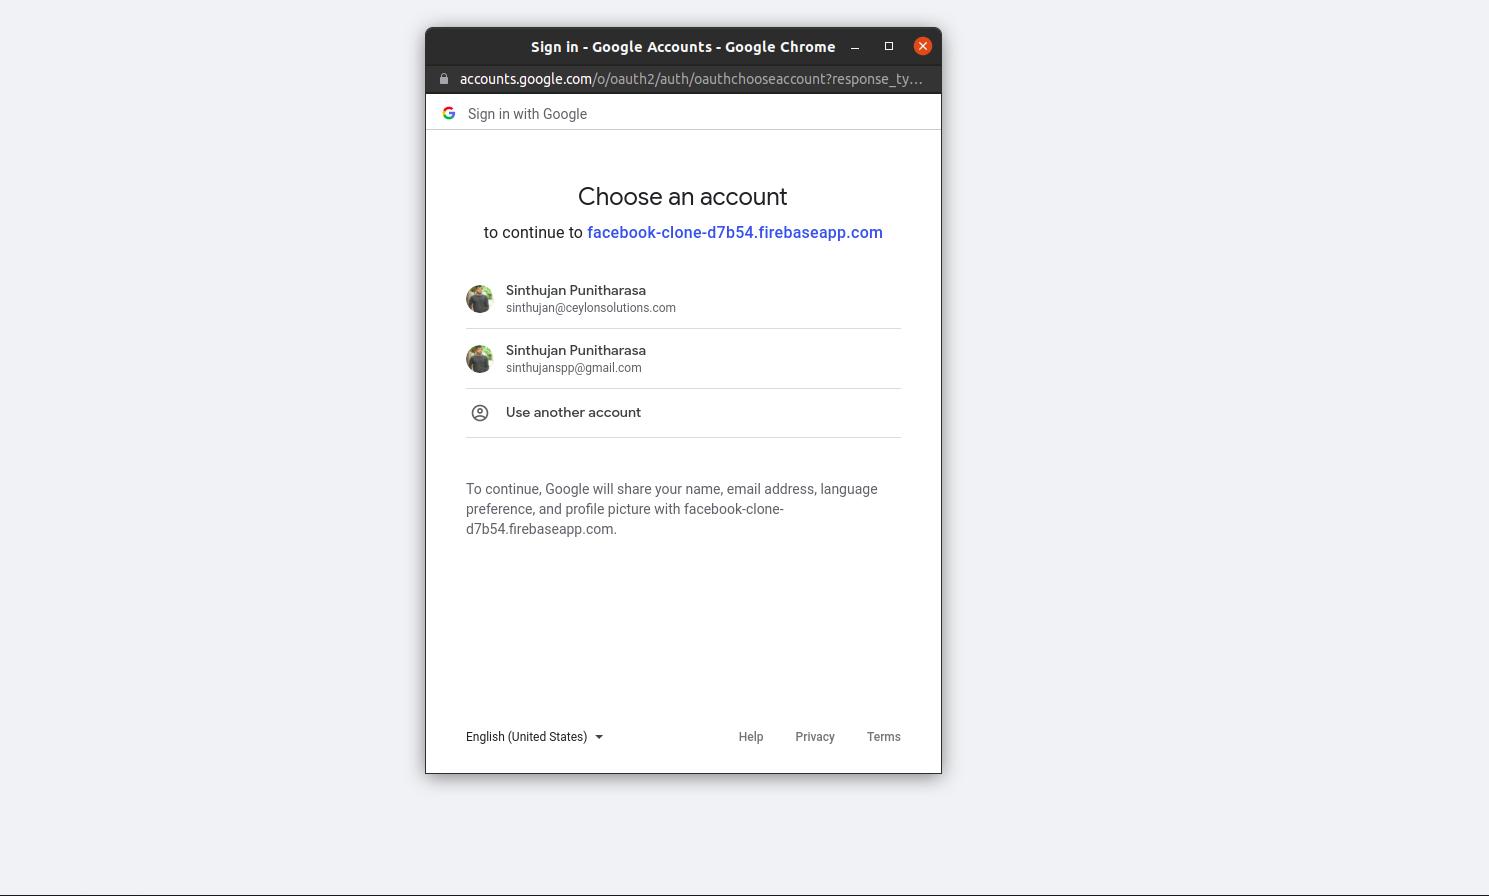 Sign in - Google Accounts - Google Chrome
accounts.google.com/o/oauth2/auth/oauthchooseaccount?response_ty...
Sign in with Google
Choose an account
to continue to facebook-clone-d7b54.firebaseapp.com
Sinthujan Punitharasa
sinthujan@ceylonsolutions.com
Sinthujan Punitharasa
sinthujanspp@gmail.com
Use another account
To continue, Google will share your name, email address, language
preference, and profile picture with facebook-clone-
d7b54.firebaseapp.com.
English (United States)
Help Privacy Terms